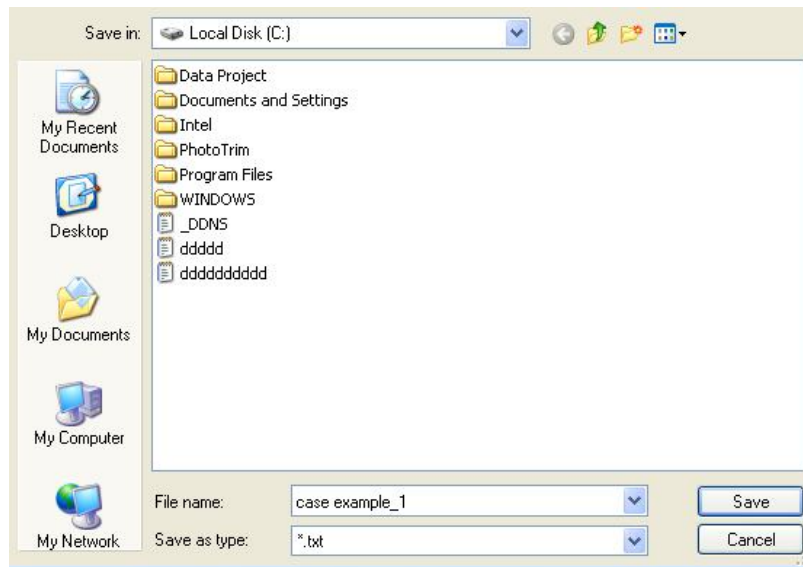 Save in: Local Disk (C:)
My Recent
Documents
Desktop
My Documents
My Computer
My Network
Data Project
Documents and Settings
Intel
PhotoTrim
Program Files
WINDOWS
_DDNS
ddddd
dddddddddd
File name: case example_1 Save
Save as type: *.txt Cancel